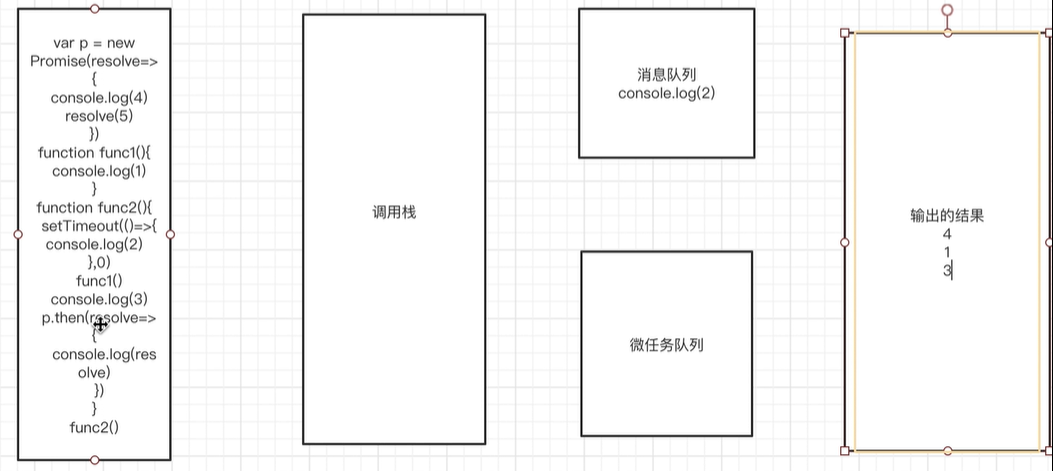 var p = new
Promise(resolve=>
{
console.log(4)
resolve(5)
})
function func1(){
console.log(1)
}
function func2(){
setTimeout(()=>{
console.log(2)
},0)
func1()
console.log(3)
p.then(resolve=>
{
console.log(res
olve)
})
}
func2()
调用栈
消息队列
console.log(2)
微任务队列
输出的结果
4
1
3